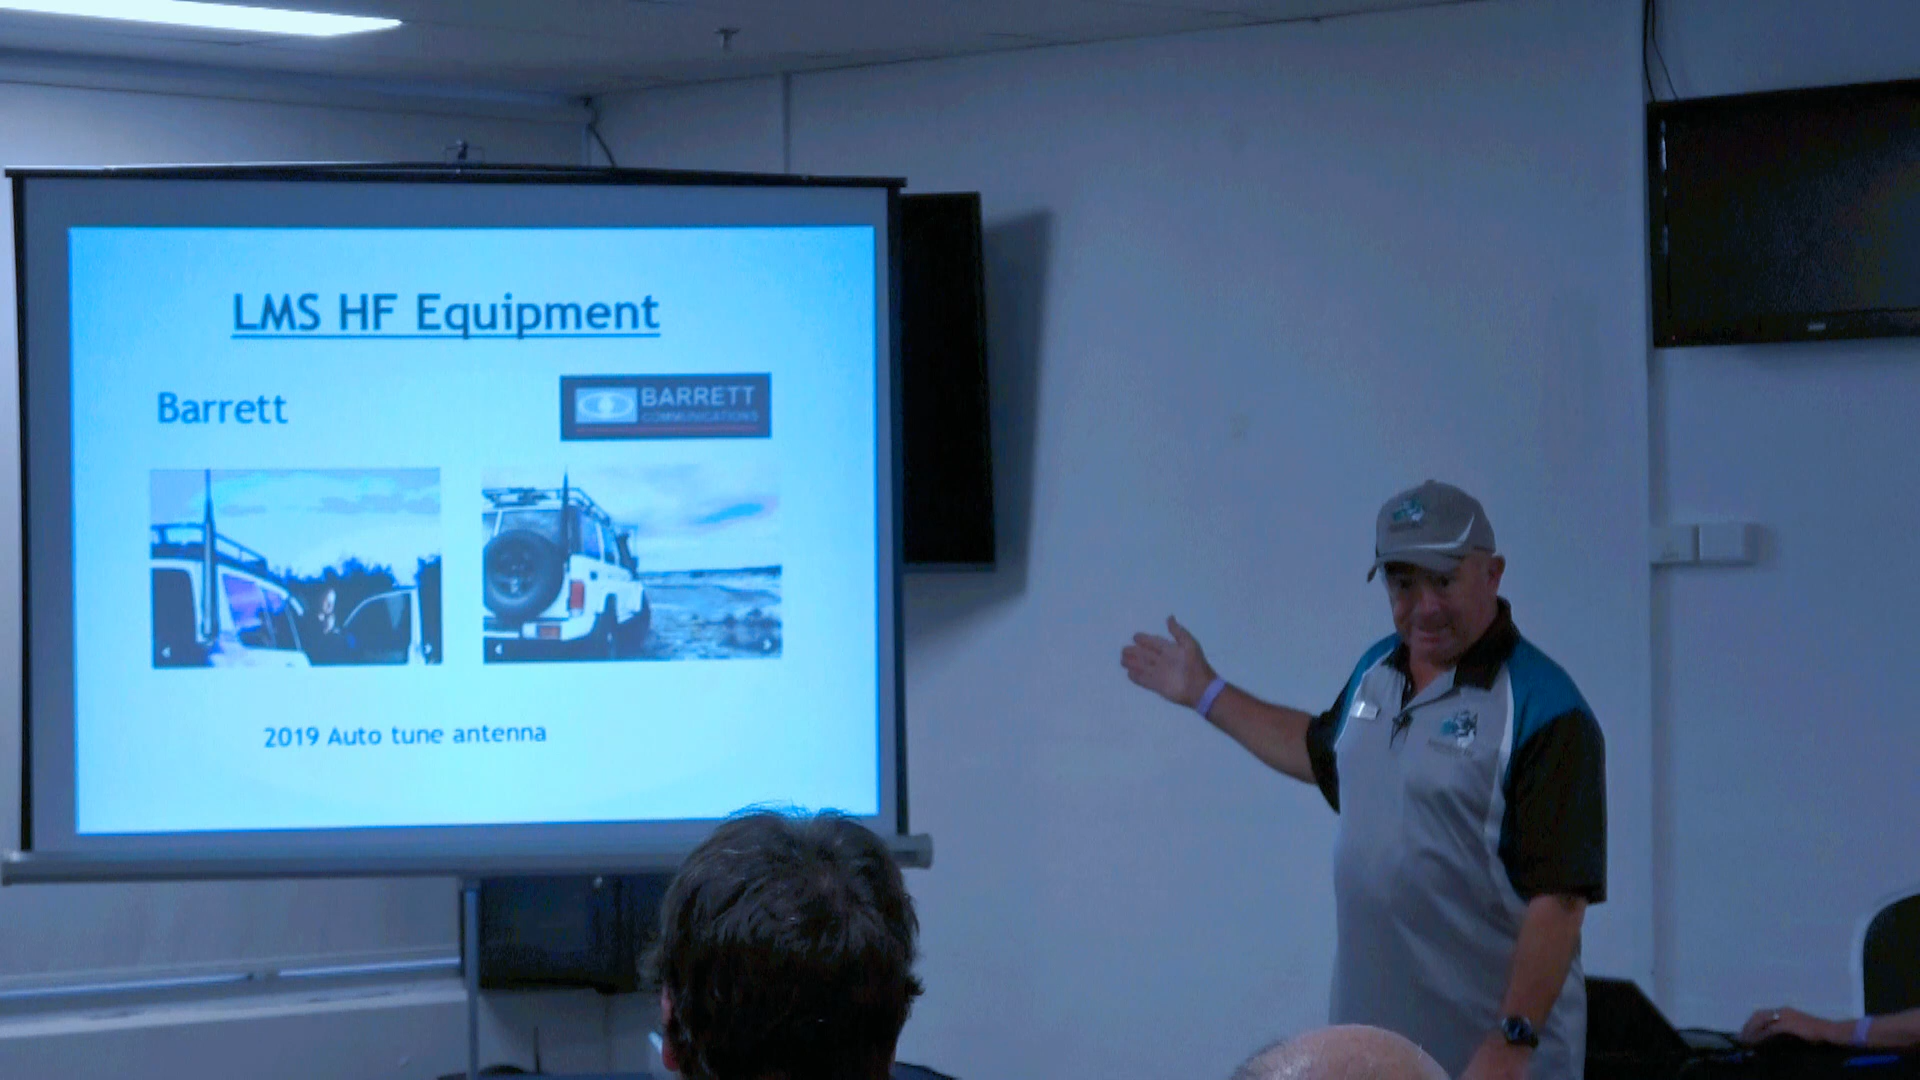 LMS HF Equipment
Barrett
BARRETT
COMMUNICATIONS
2019 Auto tune antenna